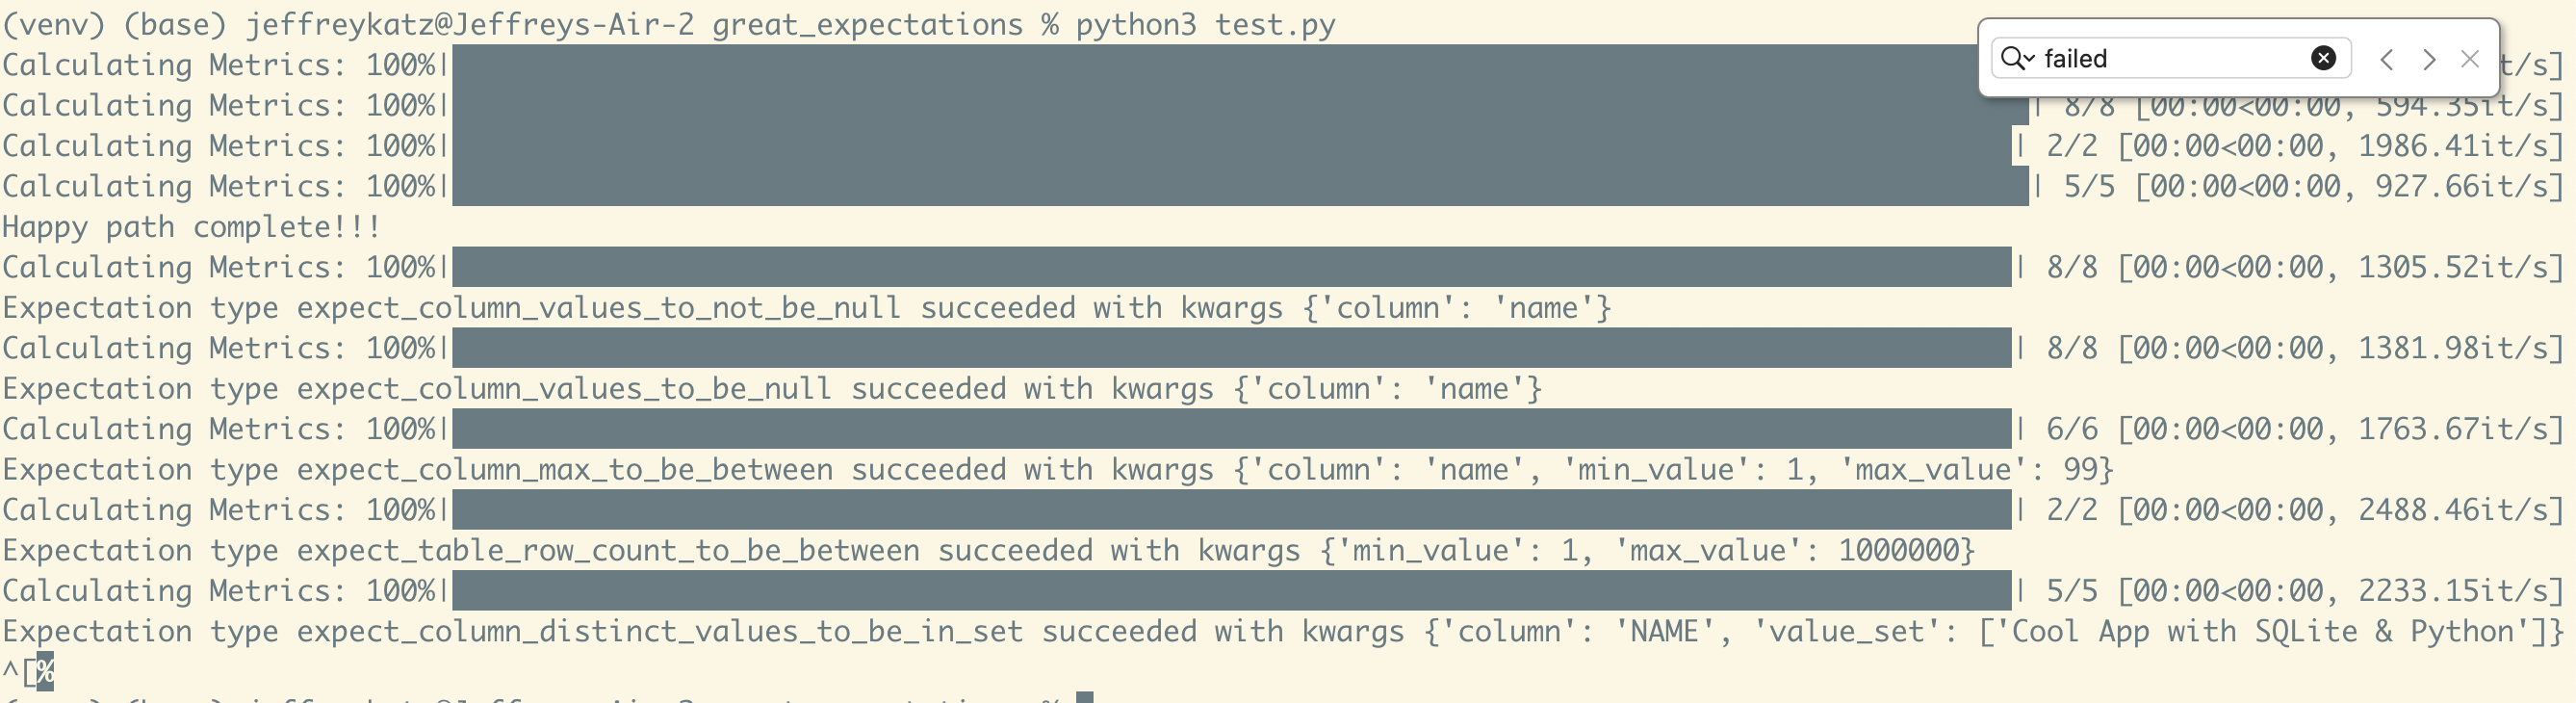 (venv) (base) jeffreykatz@Jeffreys-Air-2 great_expectations % python3 test.py
failed
Calculating Metrics: 100%| t/s]
Calculating Metrics: 100%| | 8/8 [00:00<00:00, 594.35it/s]
Calculating Metrics: 100%| | 2/2 [00:00<00:00, 1986.41it/s]
Calculating Metrics: 100%| | 5/5 [00:00<00:00, 927.66it/s]
Happy path complete!!!
Calculating Metrics: 100%| | 8/8 [00:00<00:00, 1305.52it/s]
Expectation type expect_column_values_to_not_be_null succeeded with kwargs {'column': 'name'}
Calculating Metrics: 100%| | 8/8 [00:00<00:00, 1381.98it/s]
Expectation type expect_column_values_to_be_null succeeded with kwargs {'column': 'name'}
Calculating Metrics: 100%| | 6/6 [00:00<00:00, 1763.67it/s]
Expectation type expect_column_max_to_be_between succeeded with kwargs {'column': 'name', 'min_value': 1, 'max_value': 99}
Calculating Metrics: 100%| | 2/2 [00:00<00:00, 2488.46it/s]
Expectation type expect_table_row_count_to_be_between succeeded with kwargs {'min_value': 1, 'max_value': 1000000}
Calculating Metrics: 100%| | 5/5 [00:00<00:00, 2233.15it/s]
Expectation type expect_column_distinct_values_to_be_in_set succeeded with kwargs {'column': 'NAME', 'value_set': ['Cool App with SQLite & Python']}
^[%